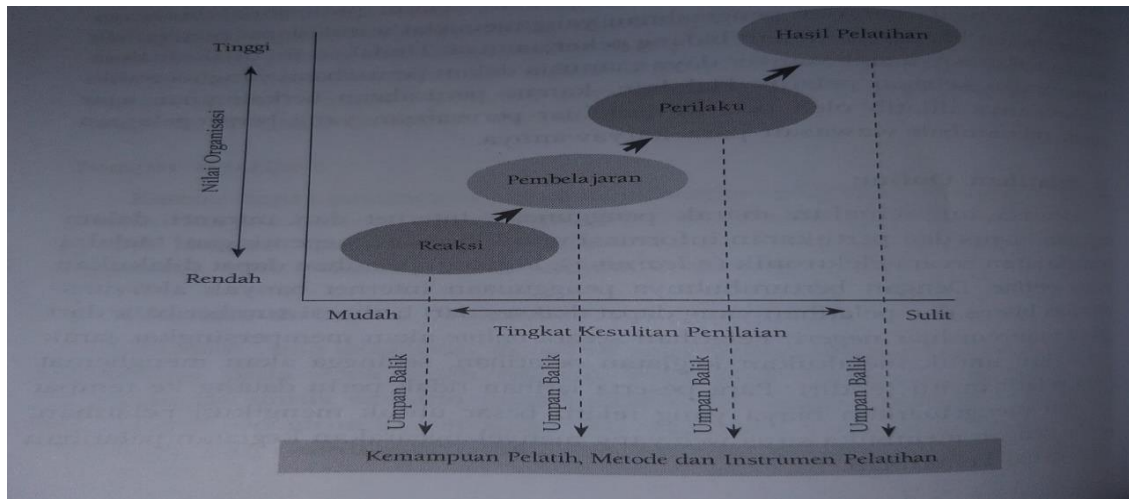 Tinggi
Nilai Organisasi
Rendah
Hasil Pelatihan
Perilaku
Pembelajaran
Reaksi
Mudah
Tingkat Kesulitan Penilaian
Sulit
Umpan Balik
Umpan Balik
Umpan Balik
Umpan Balik
Kemampuan Pelatih, Metode dan Instrumen Pelatihan